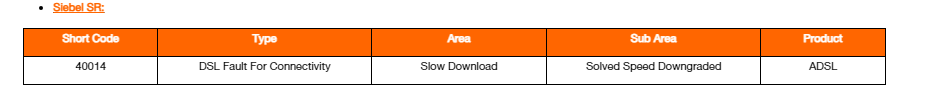 Siebel SR:
Short Code Type Area Sub Area Product
40014 DSL Fault For Connectivity Slow Download Solved Speed Downgraded ADSL